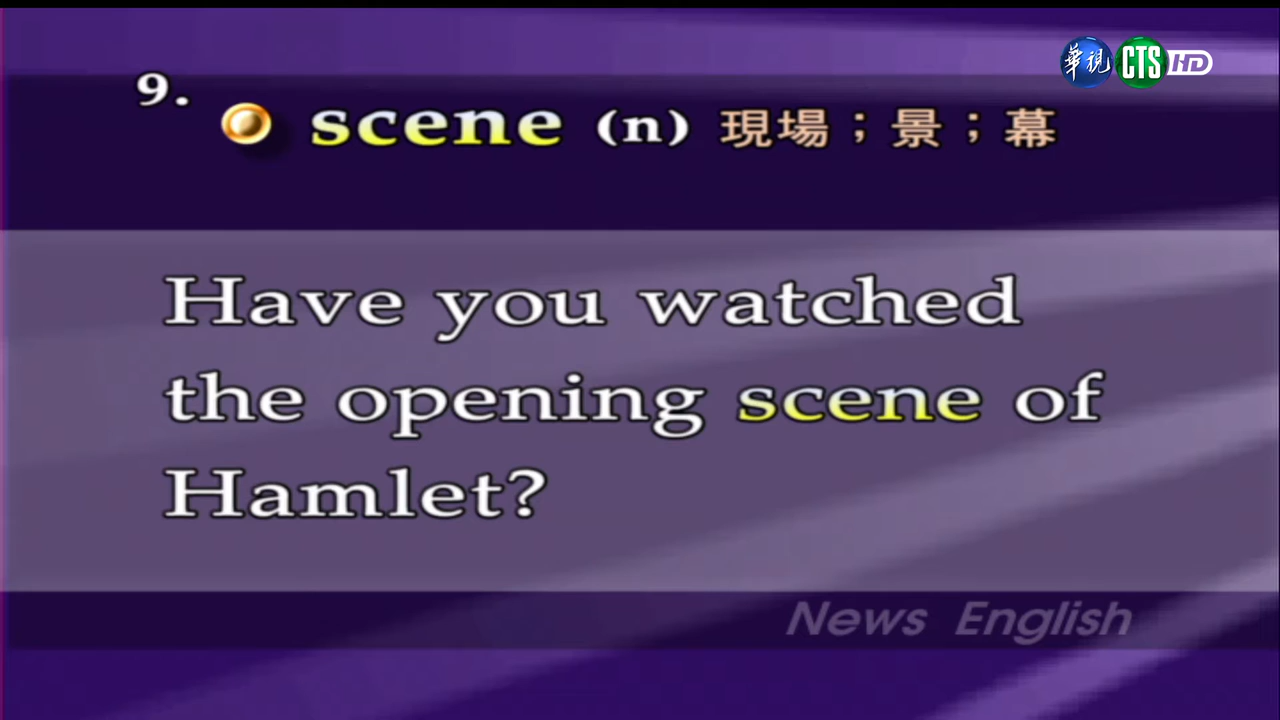 華視 CTS HD
9. scene (n) 現場；景；幕
Have you watched
the opening scene of
Hamlet?
News English